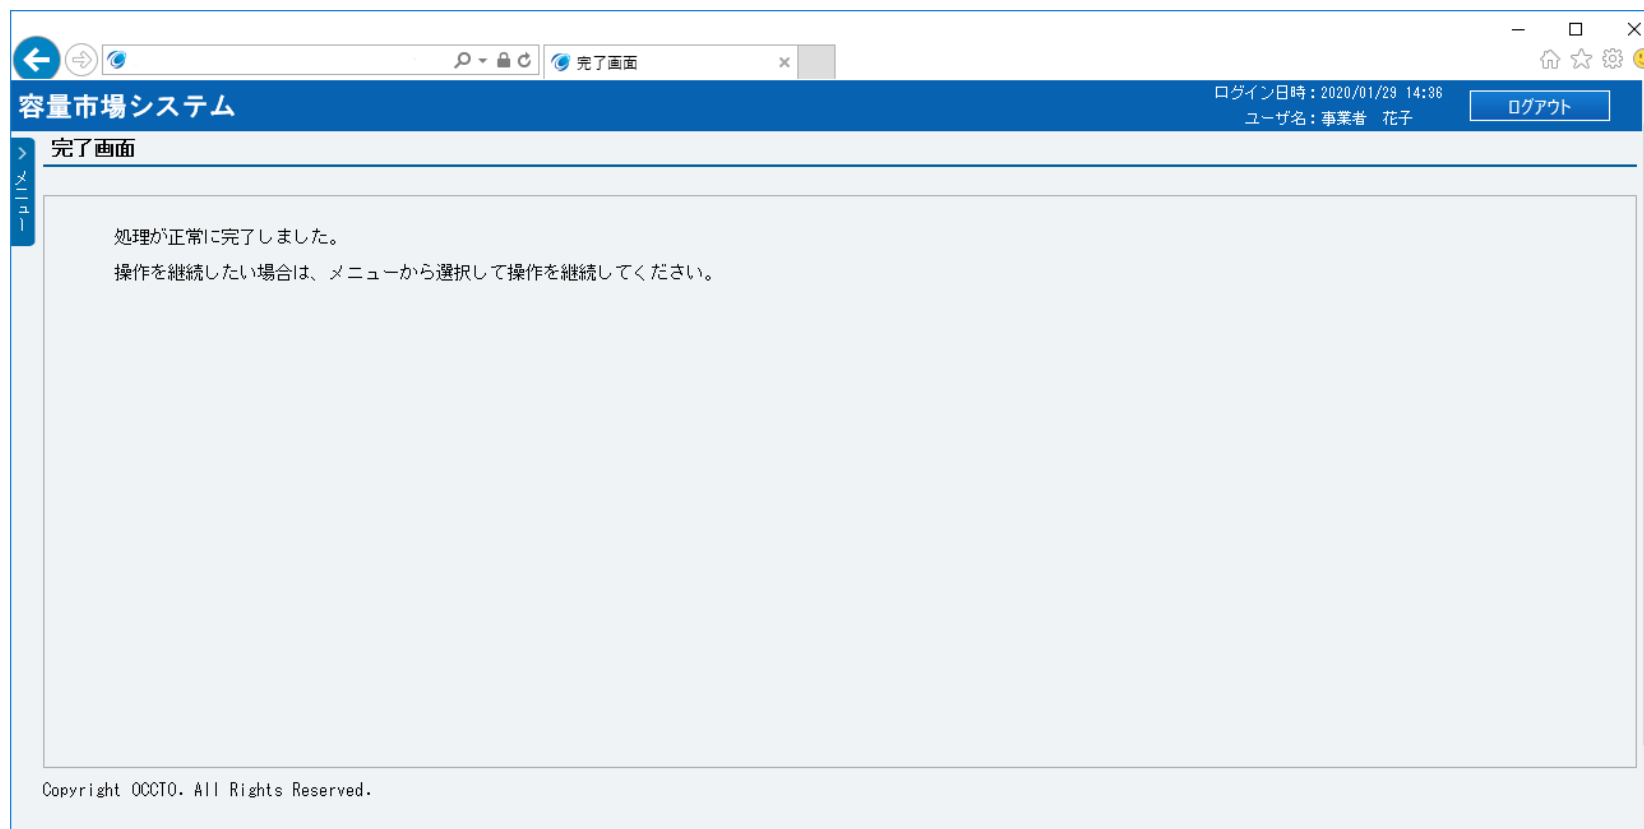 完了画面
容量市場システム
ログイン日時：2020/01/29 14:36
ユーザ名：事業者　花子
ログアウト
メニュー
完了画面
処理が正常に完了しました。
操作を継続したい場合は、メニューから選択して操作を継続してください。
Copyright OCCTO. All Rights Reserved.